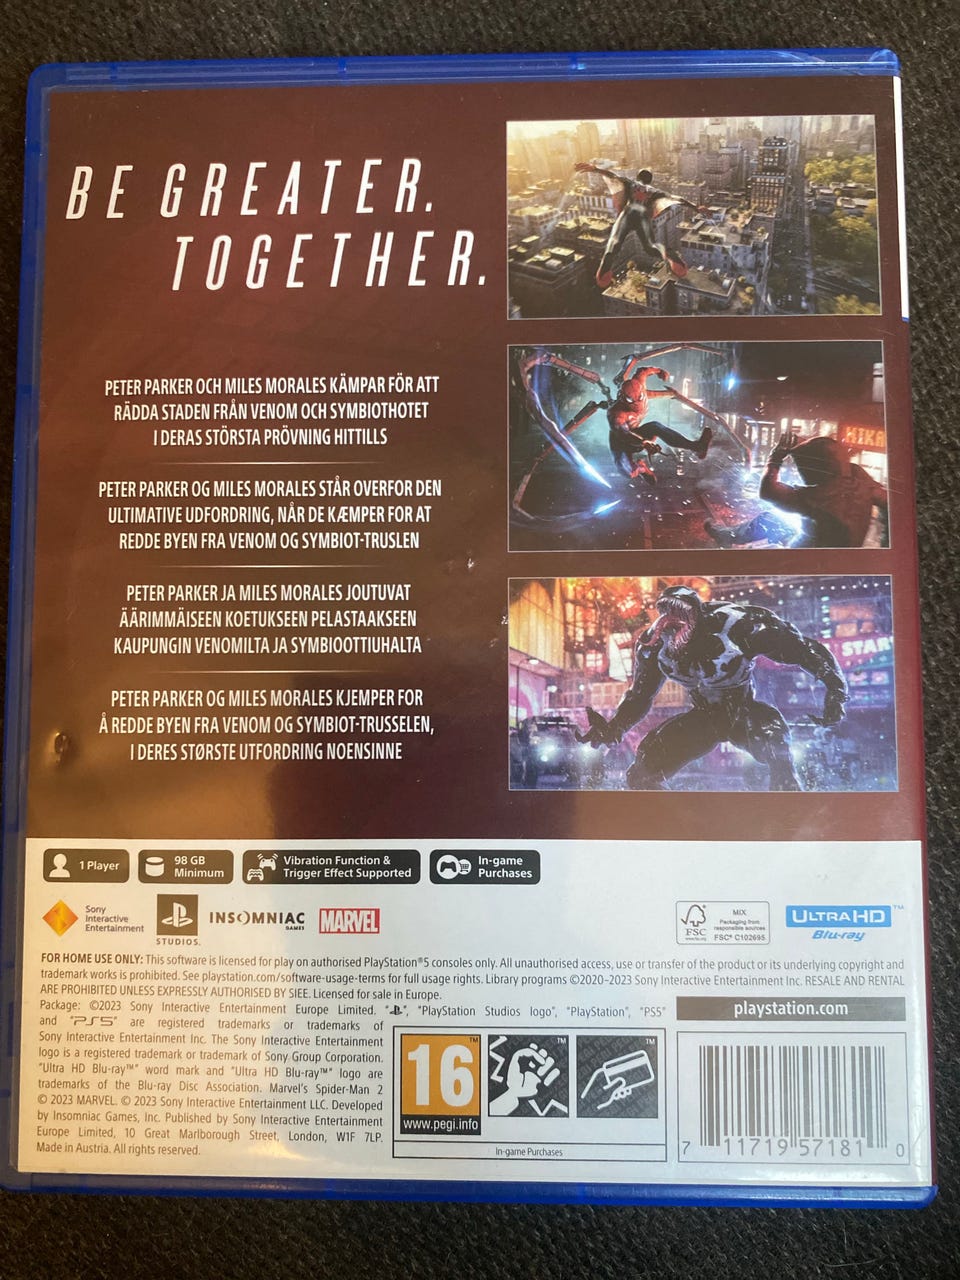 BE GREATER.
TOGETHER.
PETER PARKER OCH MILES MORALES KÄMPAR FÖR ATT
RÄDDA STADEN FRÅN VENOM OCH SYMBIOTHOTET
I DERAS STÖRSTA PRÖVNING HITTILLS
PETER PARKER OG MILES MORALES STÅR OVERFOR DEN
ULTIMATIVE UDFORDRING, NÅR DE KÆMPER FOR AT
REDDE BYEN FRA VENOM OG SYMBIOT-TRUSLEN
PETER PARKER JA MILES MORALES JOUTUVAT
ÄÄRIMMÄISEEN KOETUKSEEN PELASTAAKSEEN
KAUPUNGIN VENOMILTA JA SYMBIOOTTIUHALTA
PETER PARKER OG MILES MORALES KJEMPER FOR
Å REDDE BYEN FRA VENOM OG SYMBIOT-TRUSSELEN,
I DERES STØRSTE UTFORDRING NOENSINNE
HIKA
STAR
1 Player
98 GB
Minimum
Vibration Function &
Trigger Effect Supported
In-game
Purchases
Sony
Interactive
Entertainment
STUDIOS.
INSOMNIAC
GAMES
MARVEL
FSC
www.fsc.org
MIX
Packaging from
responsible sources
FSC® C102695
ULTRA HD™
Blu-ray
FOR HOME USE ONLY: This software is licensed for play on authorised PlayStation®5 consoles only. All unauthorised access, use or transfer of the product or its underlying copyright and
trademark works is prohibited. See playstation.com/software-usage-terms for full usage rights. Library programs ©2020–2023 Sony Interactive Entertainment Inc. RESALE AND RENTAL
ARE PROHIBITED UNLESS EXPRESSLY AUTHORISED BY SIEE. Licensed for sale in Europe.
Package: ©2023 Sony Interactive Entertainment Europe Limited. " ", "PlayStation Studios logo", "PlayStation", "PS5"
and "PS5" are registered trademarks or trademarks of
Sony Interactive Entertainment Inc. The Sony Interactive Entertainment
logo is a registered trademark or trademark of Sony Group Corporation.
"Ultra HD Blu-ray™" word mark and "Ultra HD Blu-ray™" logo are
trademarks of the Blu-ray Disc Association. Marvel's Spider-Man 2
© 2023 MARVEL. © 2023 Sony Interactive Entertainment LLC. Developed
by Insomniac Games, Inc. Published by Sony Interactive Entertainment
Europe Limited, 10 Great Marlborough Street, London, W1F 7LP.
Made in Austria. All rights reserved.
playstation.com
16™
www.pegi.info
TM
TM
In-game Purchases
7 11719 57181 0